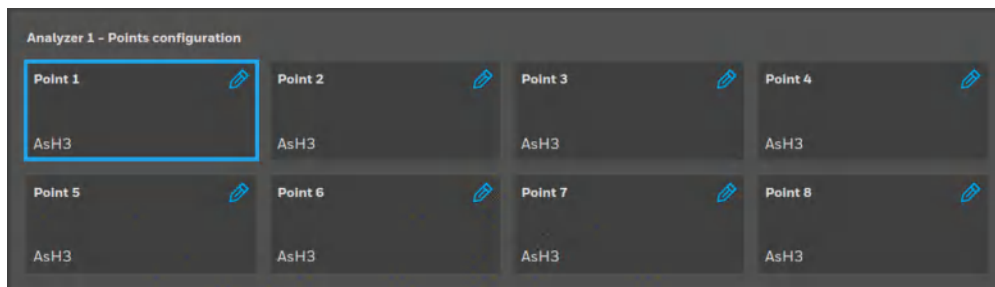 Analyzer 1 - Points configuration
Point 1
AsH3
Point 2
AsH3
Point 3
AsH3
Point 4
AsH3
Point 5
AsH3
Point 6
AsH3
Point 7
AsH3
Point 8
AsH3